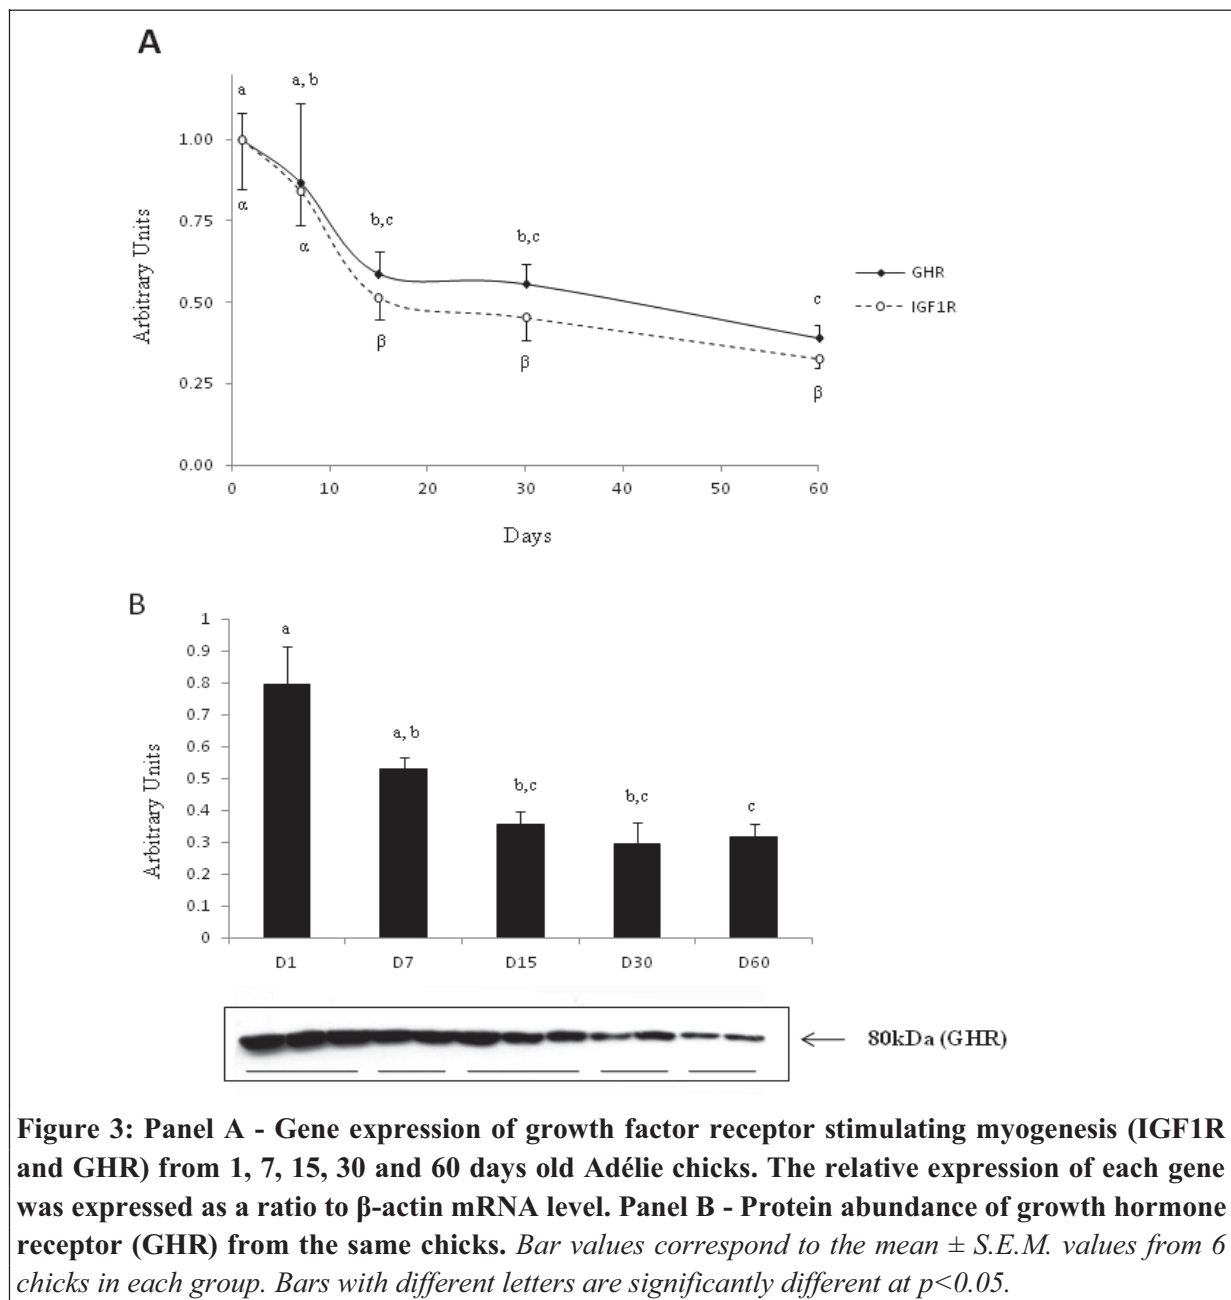 A
a
a, b
1.00
α
α
0.75
b,c
b,c
Arbitrary Units
GHR
0.50
c
IGF1R
β
β
0.25
β
0.00
0 10 20 30 40 50 60
Days
B
1
a
0.9
0.8
0.7
a, b
0.6
Arbitrary Units
0.5
b,c
b,c
c
0.4
0.3
0.2
0.1
0
D1 D7 D15 D30 D60
80kDa (GHR)
Figure 3: Panel A - Gene expression of growth factor receptor stimulating myogenesis (IGF1R
and GHR) from 1, 7, 15, 30 and 60 days old Adélie chicks. The relative expression of each gene
was expressed as a ratio to β-actin mRNA level. Panel B - Protein abundance of growth hormone
receptor (GHR) from the same chicks. Bar values correspond to the mean ± S.E.M. values from 6
chicks in each group. Bars with different letters are significantly different at p<0.05.